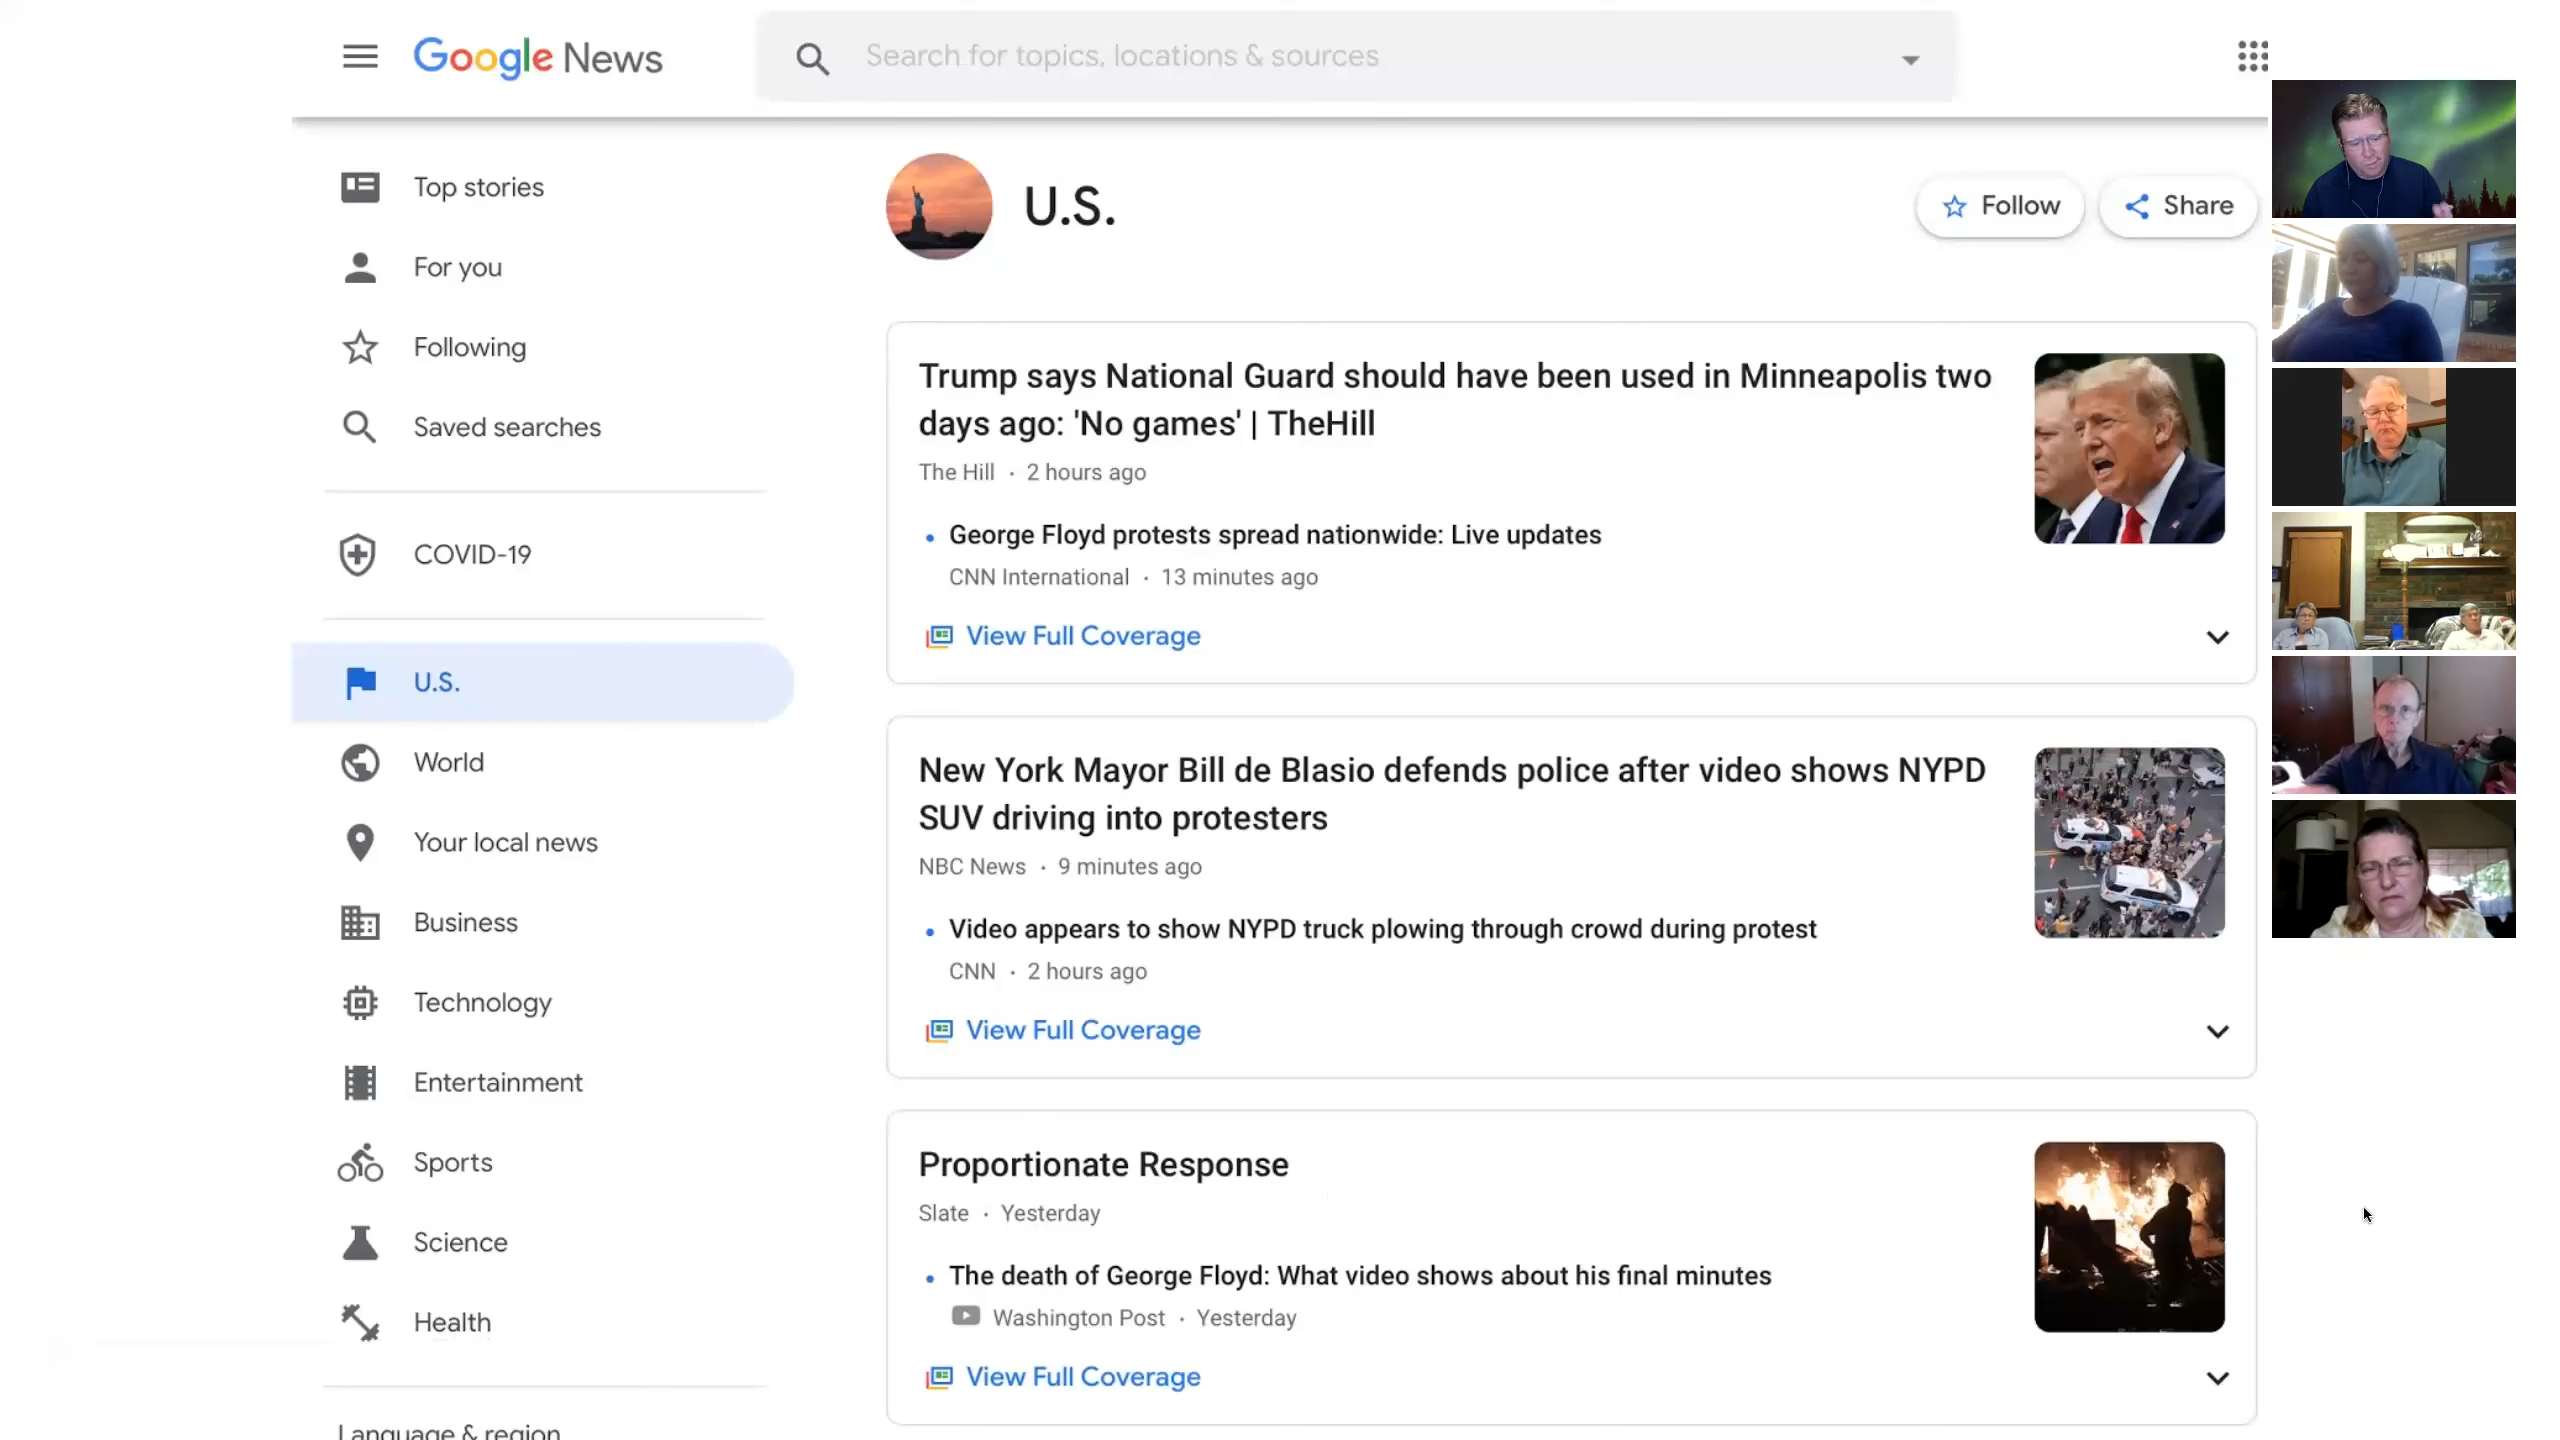 Google News
Search for topics, locations & sources
Top stories
For you
Following
Saved searches
COVID-19
U.S.
World
Your local news
Business
Technology
Entertainment
Sports
Science
Health
Language & region
U.S.
Follow
Share
Trump says National Guard should have been used in Minneapolis two
days ago: 'No games' | TheHill
The Hill · 2 hours ago
• George Floyd protests spread nationwide: Live updates
CNN International · 13 minutes ago
View Full Coverage
New York Mayor Bill de Blasio defends police after video shows NYPD
SUV driving into protesters
NBC News · 9 minutes ago
• Video appears to show NYPD truck plowing through crowd during protest
CNN · 2 hours ago
View Full Coverage
Proportionate Response
Slate · Yesterday
• The death of George Floyd: What video shows about his final minutes
Washington Post · Yesterday
View Full Coverage